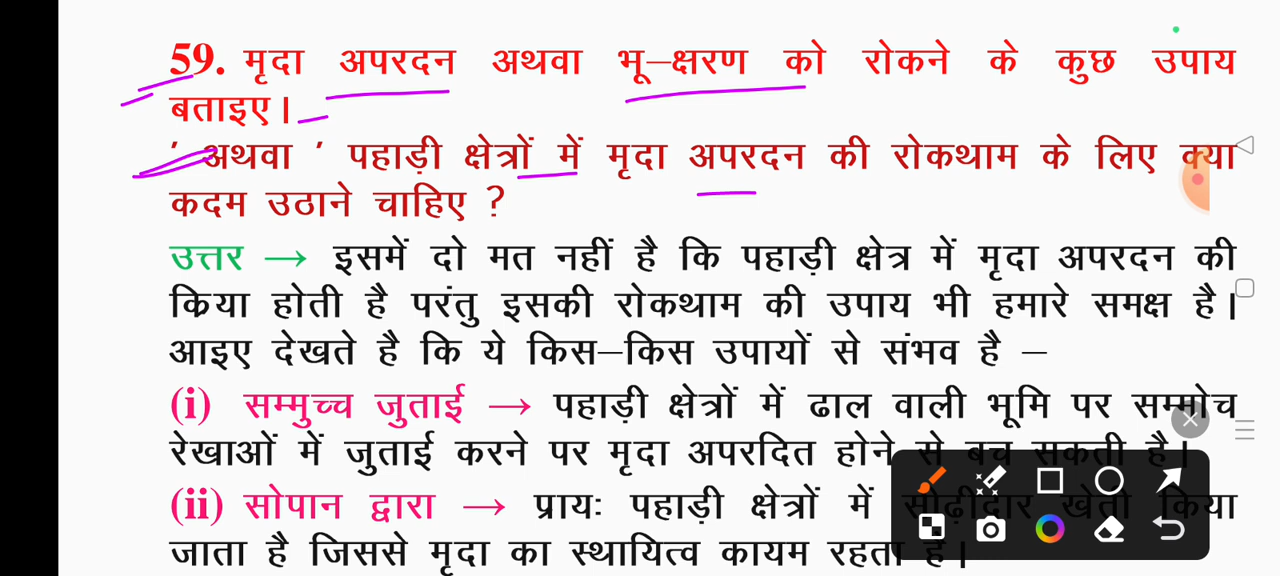 59. मृदा अपरदन अथवा भू–क्षरण को रोकने के कुछ उपाय
बताइए।
' अथवा ' पहाड़ी क्षेत्रों में मृदा अपरदन की रोकथाम के लिए क्या
कदम उठाने चाहिए ?
उत्तर → इसमें दो मत नहीं है कि पहाड़ी क्षेत्र में मृदा अपरदन की
किया होती है परंतु इसकी रोकथाम की उपाय भी हमारे समक्ष है।
आइए देखते है कि ये किस–किस उपायों से संभव है –
(i) सम्मुच्च जुताई → पहाड़ी क्षेत्रों में ढाल वाली भूमि पर सम्मोच
रेखाओं में जुताई करने पर मृदा अपरदित होने से बच सकती है।
(ii) सोपान द्वारा → प्रायः पहाड़ी क्षेत्रों में सीढ़ीदार खेती किया
जाता है जिससे मृदा का स्थायित्व कायम रहता है।